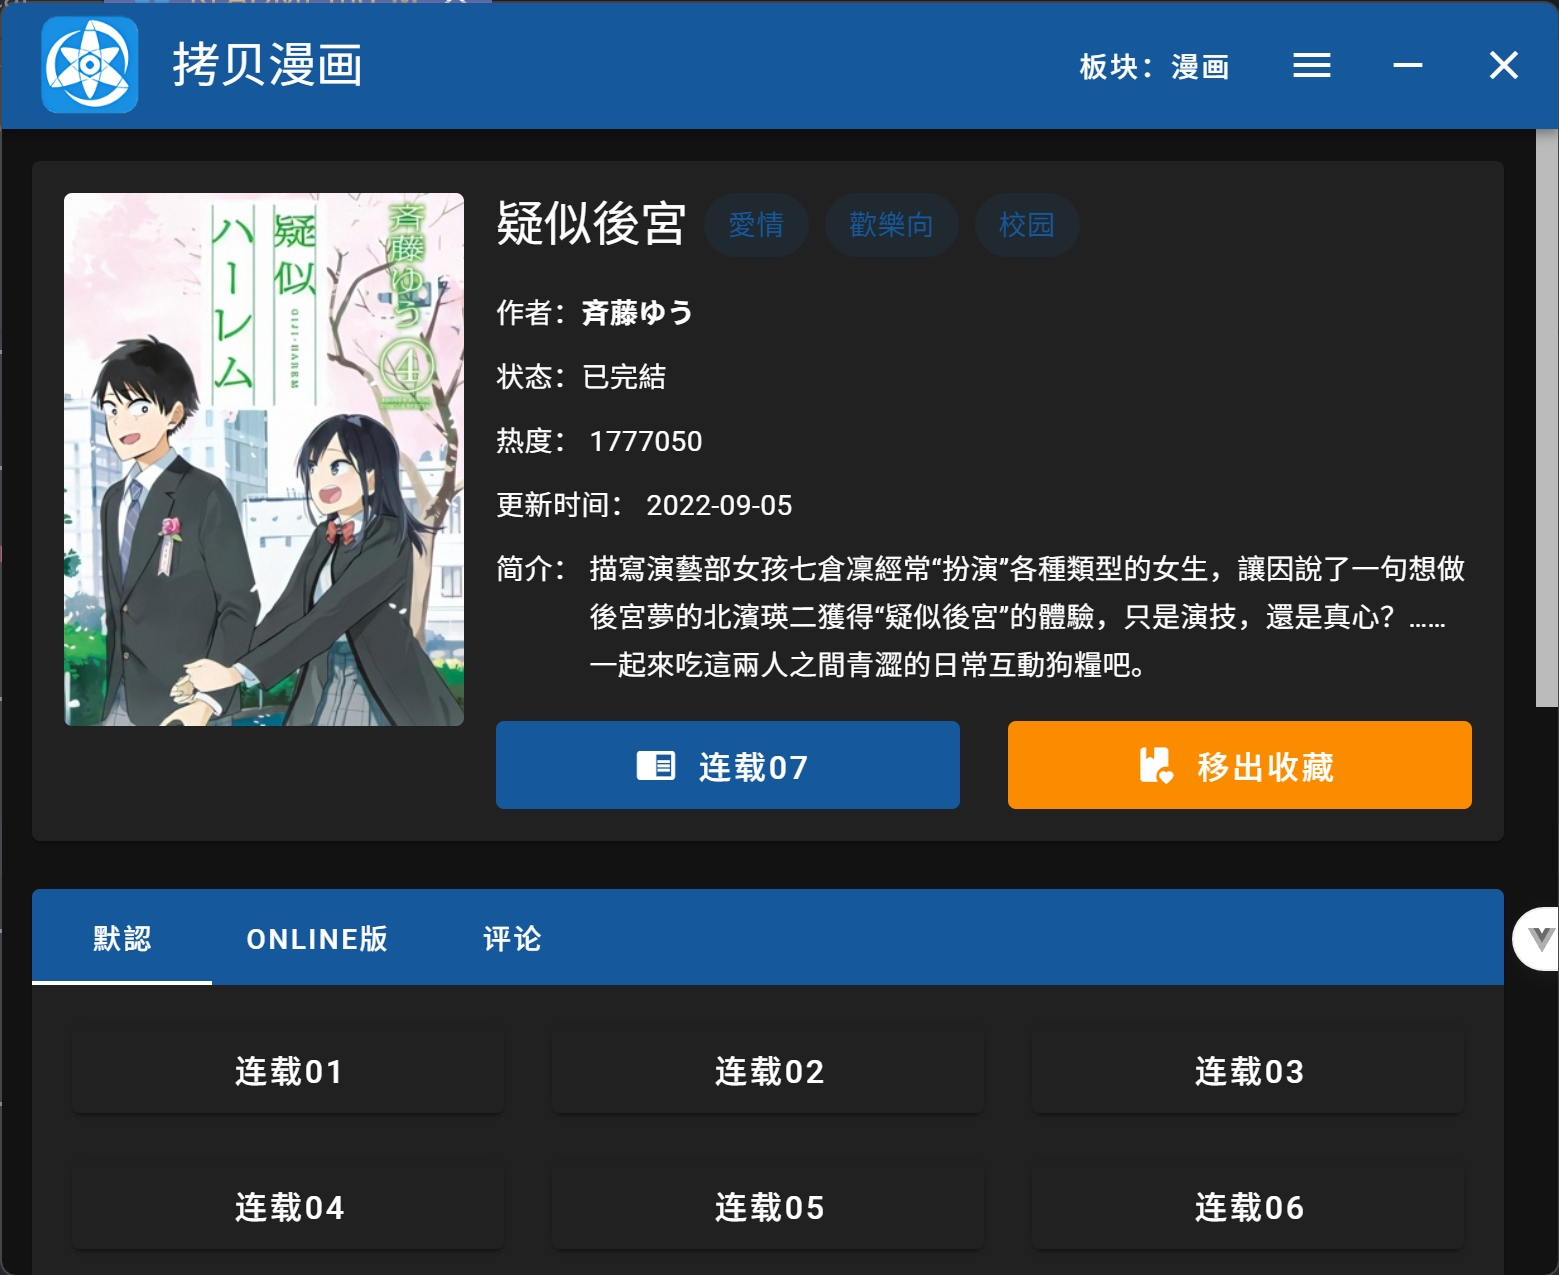 拷贝漫画
板块：漫画
疑似
ハーレム
GIJI-HAREM
斉藤ゆう
4
疑似後宮
愛情
歡樂向
校园
作者：斉藤ゆう
状态：已完結
热度： 1777050
更新时间： 2022-09-05
简介： 描寫演藝部女孩七倉凜經常“扮演”各種類型的女生，讓因說了一句想做
後宮夢的北濱瑛二獲得“疑似後宮”的體驗，只是演技，還是真心？……
一起來吃這兩人之間青澀的日常互動狗糧吧。
连载07
移出收藏
默認
ONLINE版
评论
连载01
连载02
连载03
连载04
连载05
连载06